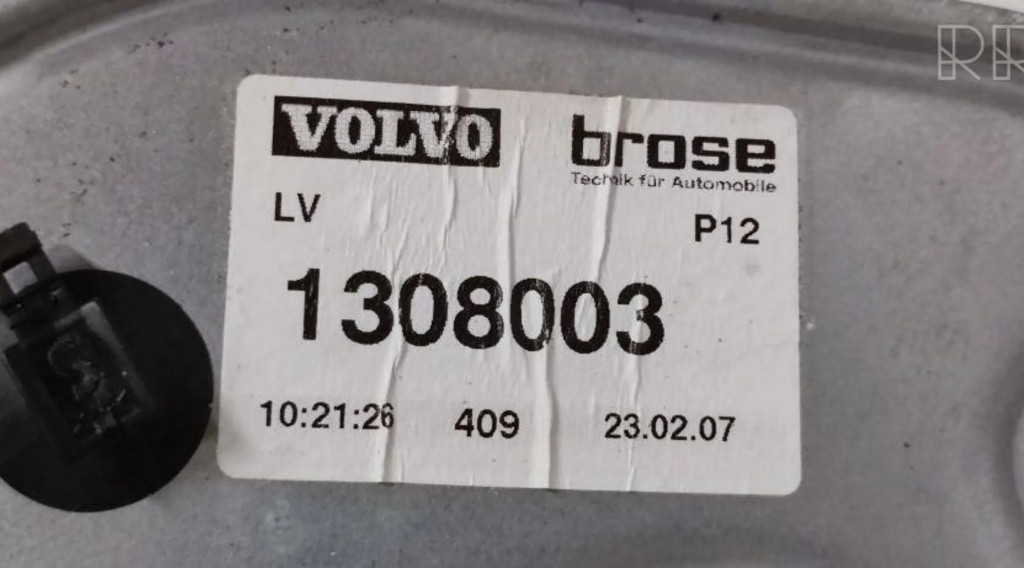 VOLVO
brose
Technik für Automobile
LV
P12
1308003
10:21:26 409 23.02.07